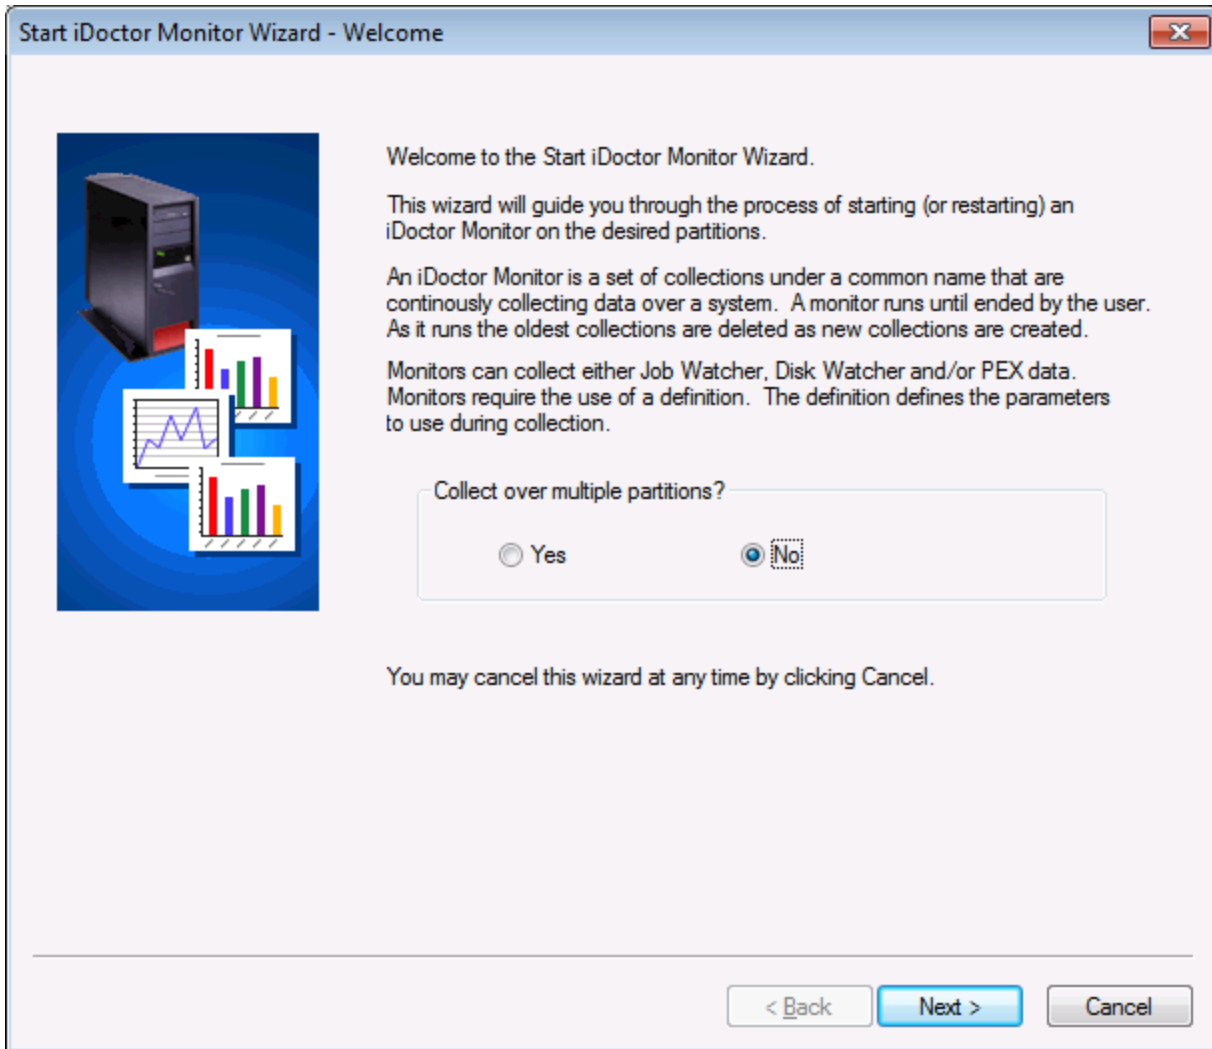 Start iDoctor Monitor Wizard - Welcome
Welcome to the Start iDoctor Monitor Wizard.
This wizard will guide you through the process of starting (or restarting) an
iDoctor Monitor on the desired partitions.
An iDoctor Monitor is a set of collections under a common name that are
continously collecting data over a system.  A monitor runs until ended by the user.
As it runs the oldest collections are deleted as new collections are created.
Monitors can collect either Job Watcher, Disk Watcher and/or PEX data.
Monitors require the use of a definition.  The definition defines the parameters
to use during collection.
Collect over multiple partitions?
Yes No
You may cancel this wizard at any time by clicking Cancel.
< Back Next > Cancel